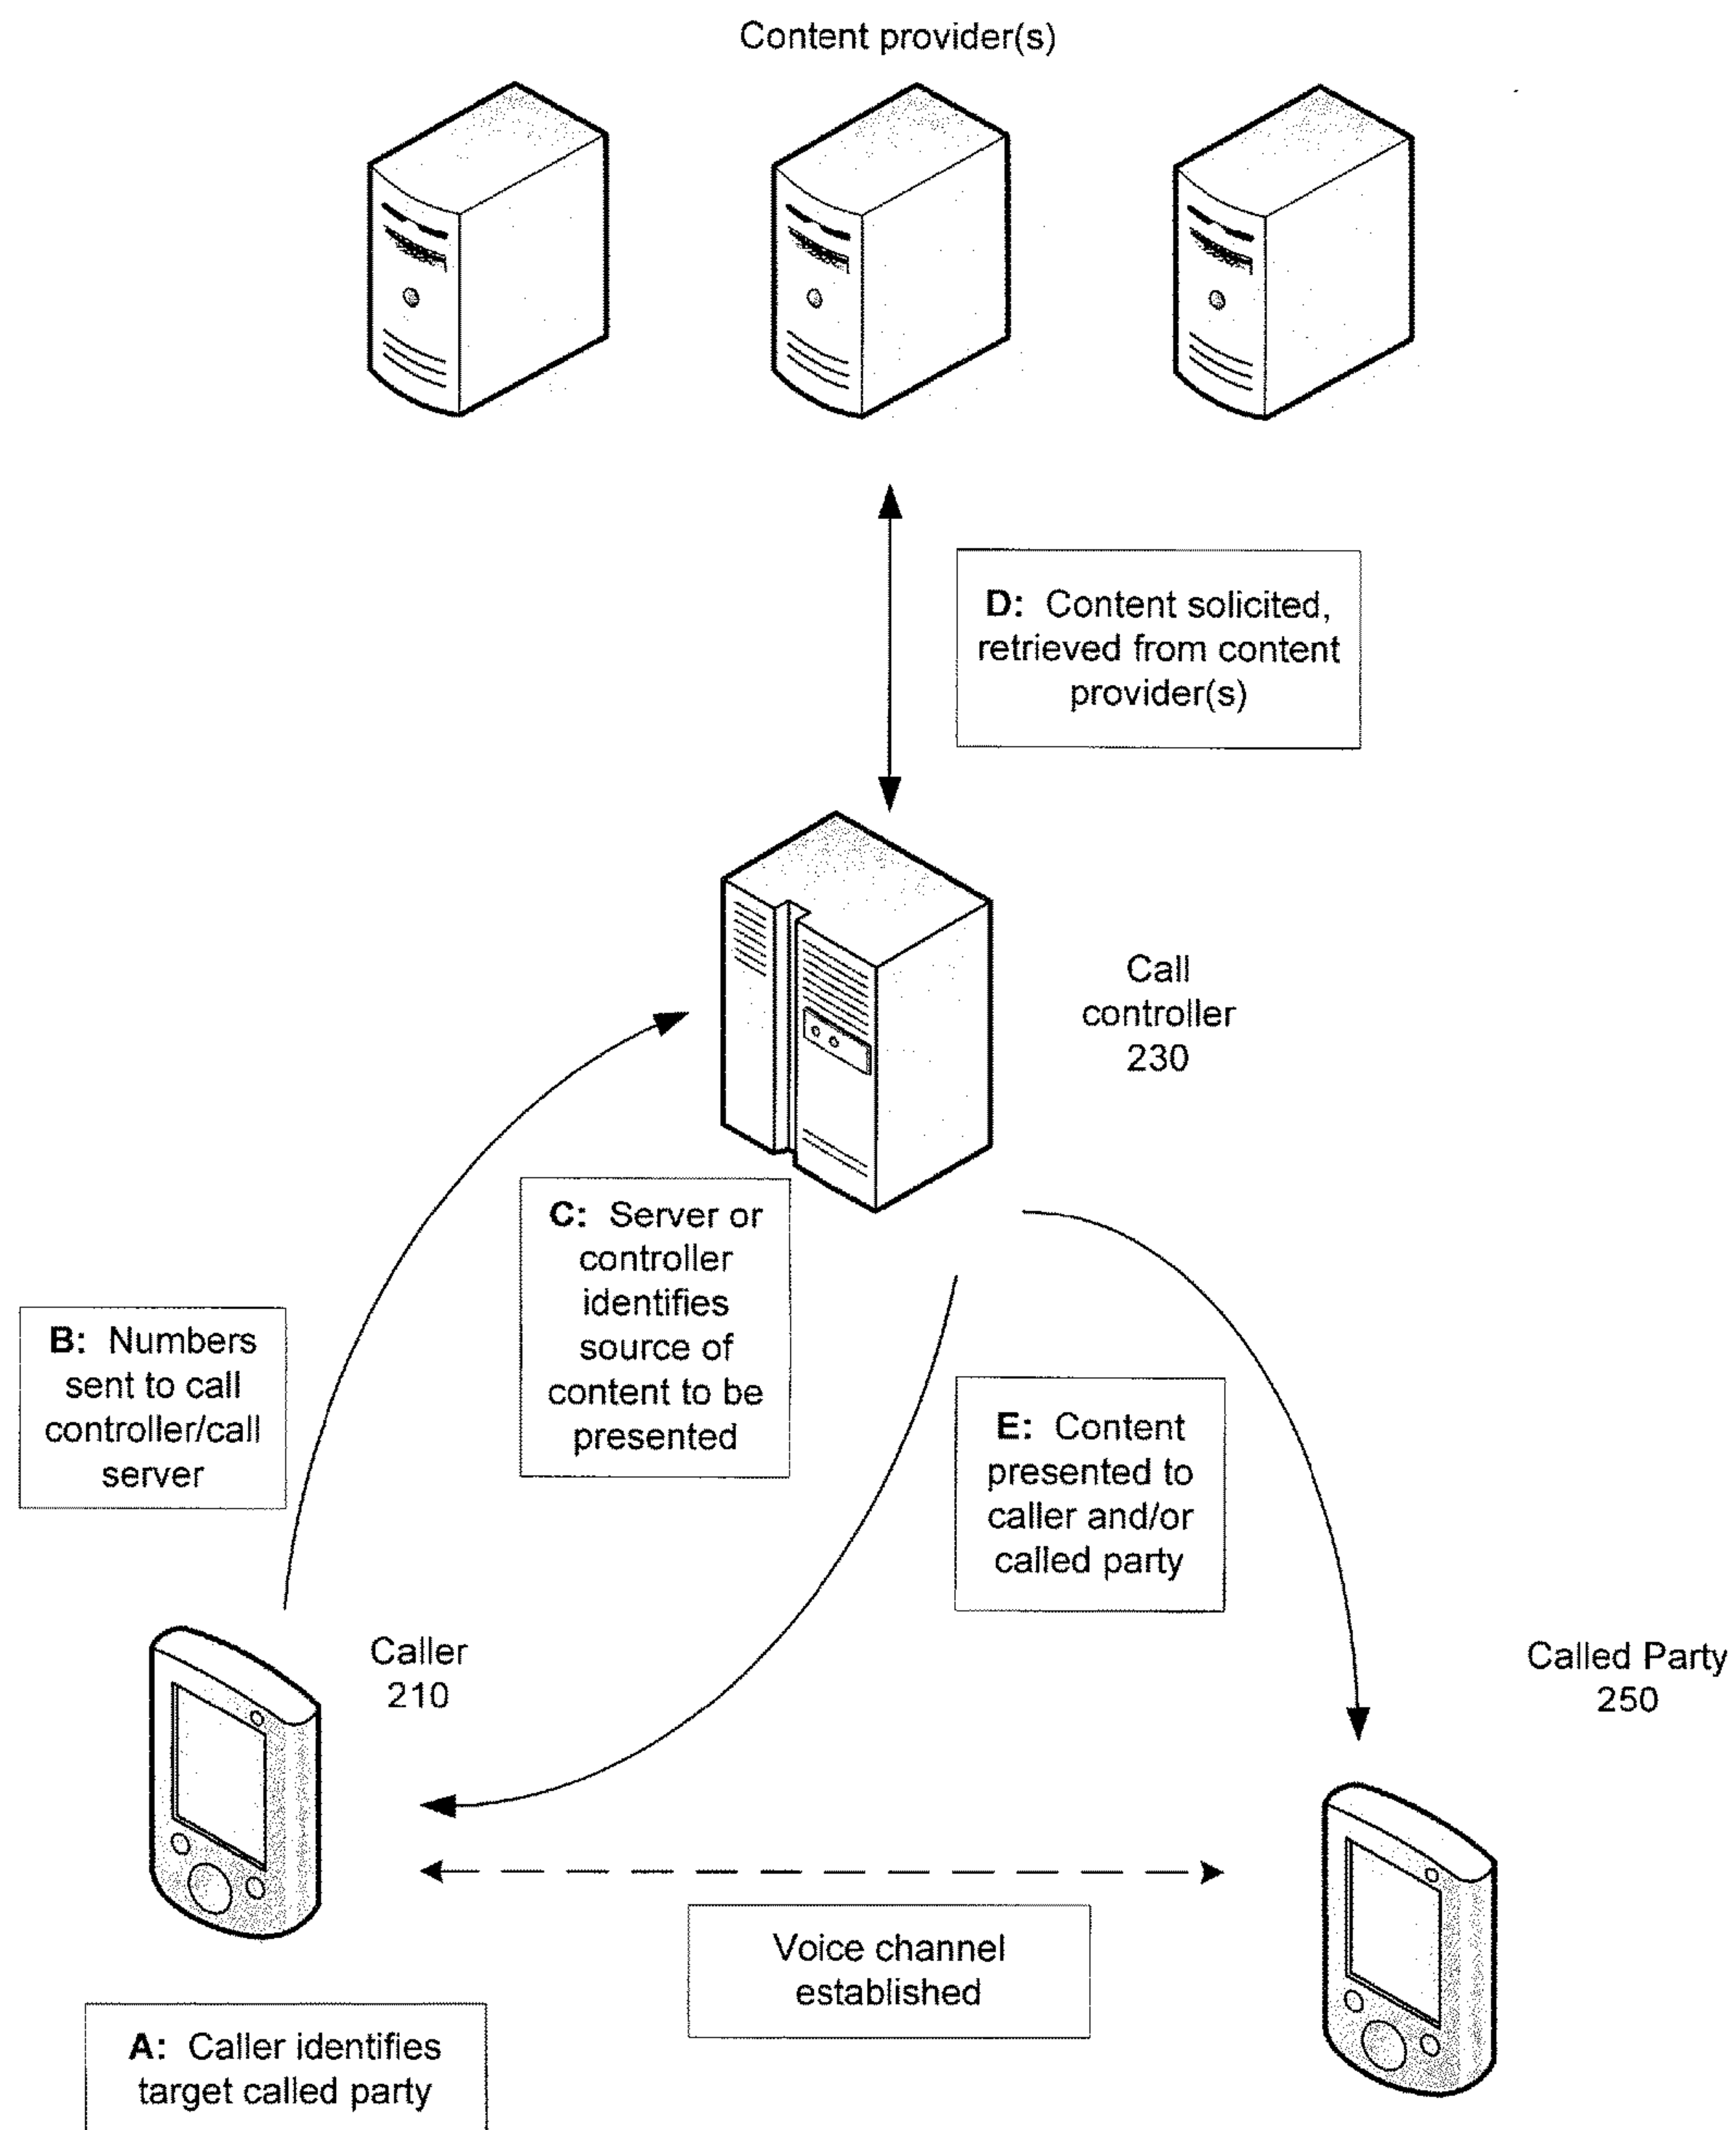 Content provider(s)
D: Content solicited,
retrieved from content
provider(s)
Call
controller
230
C: Server or
controller
identifies
source of
content to be
presented
B: Numbers
sent to call
controller/call
server
E: Content
presented to
caller and/or
called party
Caller
210
Called Party
250
Voice channel
established
A: Caller identifies
target called party